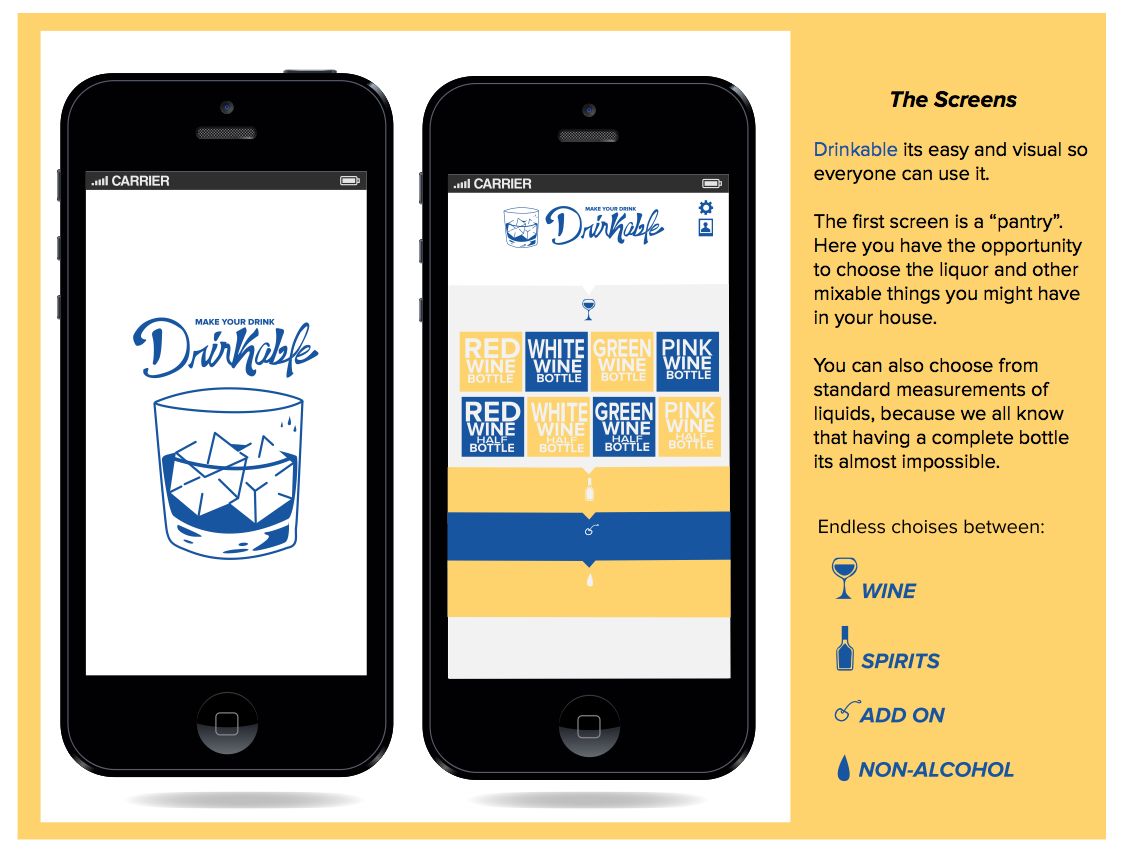 CARRIER
MAKE YOUR DRINK
Drinkable
CARRIER
MAKE YOUR DRINK
Drinkable
RED
WINE
BOTTLE
WHITE
WINE
BOTTLE
GREEN
WINE
BOTTLE
PINK
WINE
BOTTLE
RED
WINE
HALF
BOTTLE
WHITE
WINE
HALF
BOTTLE
GREEN
WINE
HALF
BOTTLE
PINK
WINE
HALF
BOTTLE
The Screens
Drinkable its easy and visual so
everyone can use it.
The first screen is a “pantry”.
Here you have the opportunity
to choose the liquor and other
mixable things you might have
in your house.
You can also choose from
standard measurements of
liquids, because we all know
that having a complete bottle
its almost impossible.
Endless choises between:
WINE
SPIRITS
ADD ON
NON-ALCOHOL